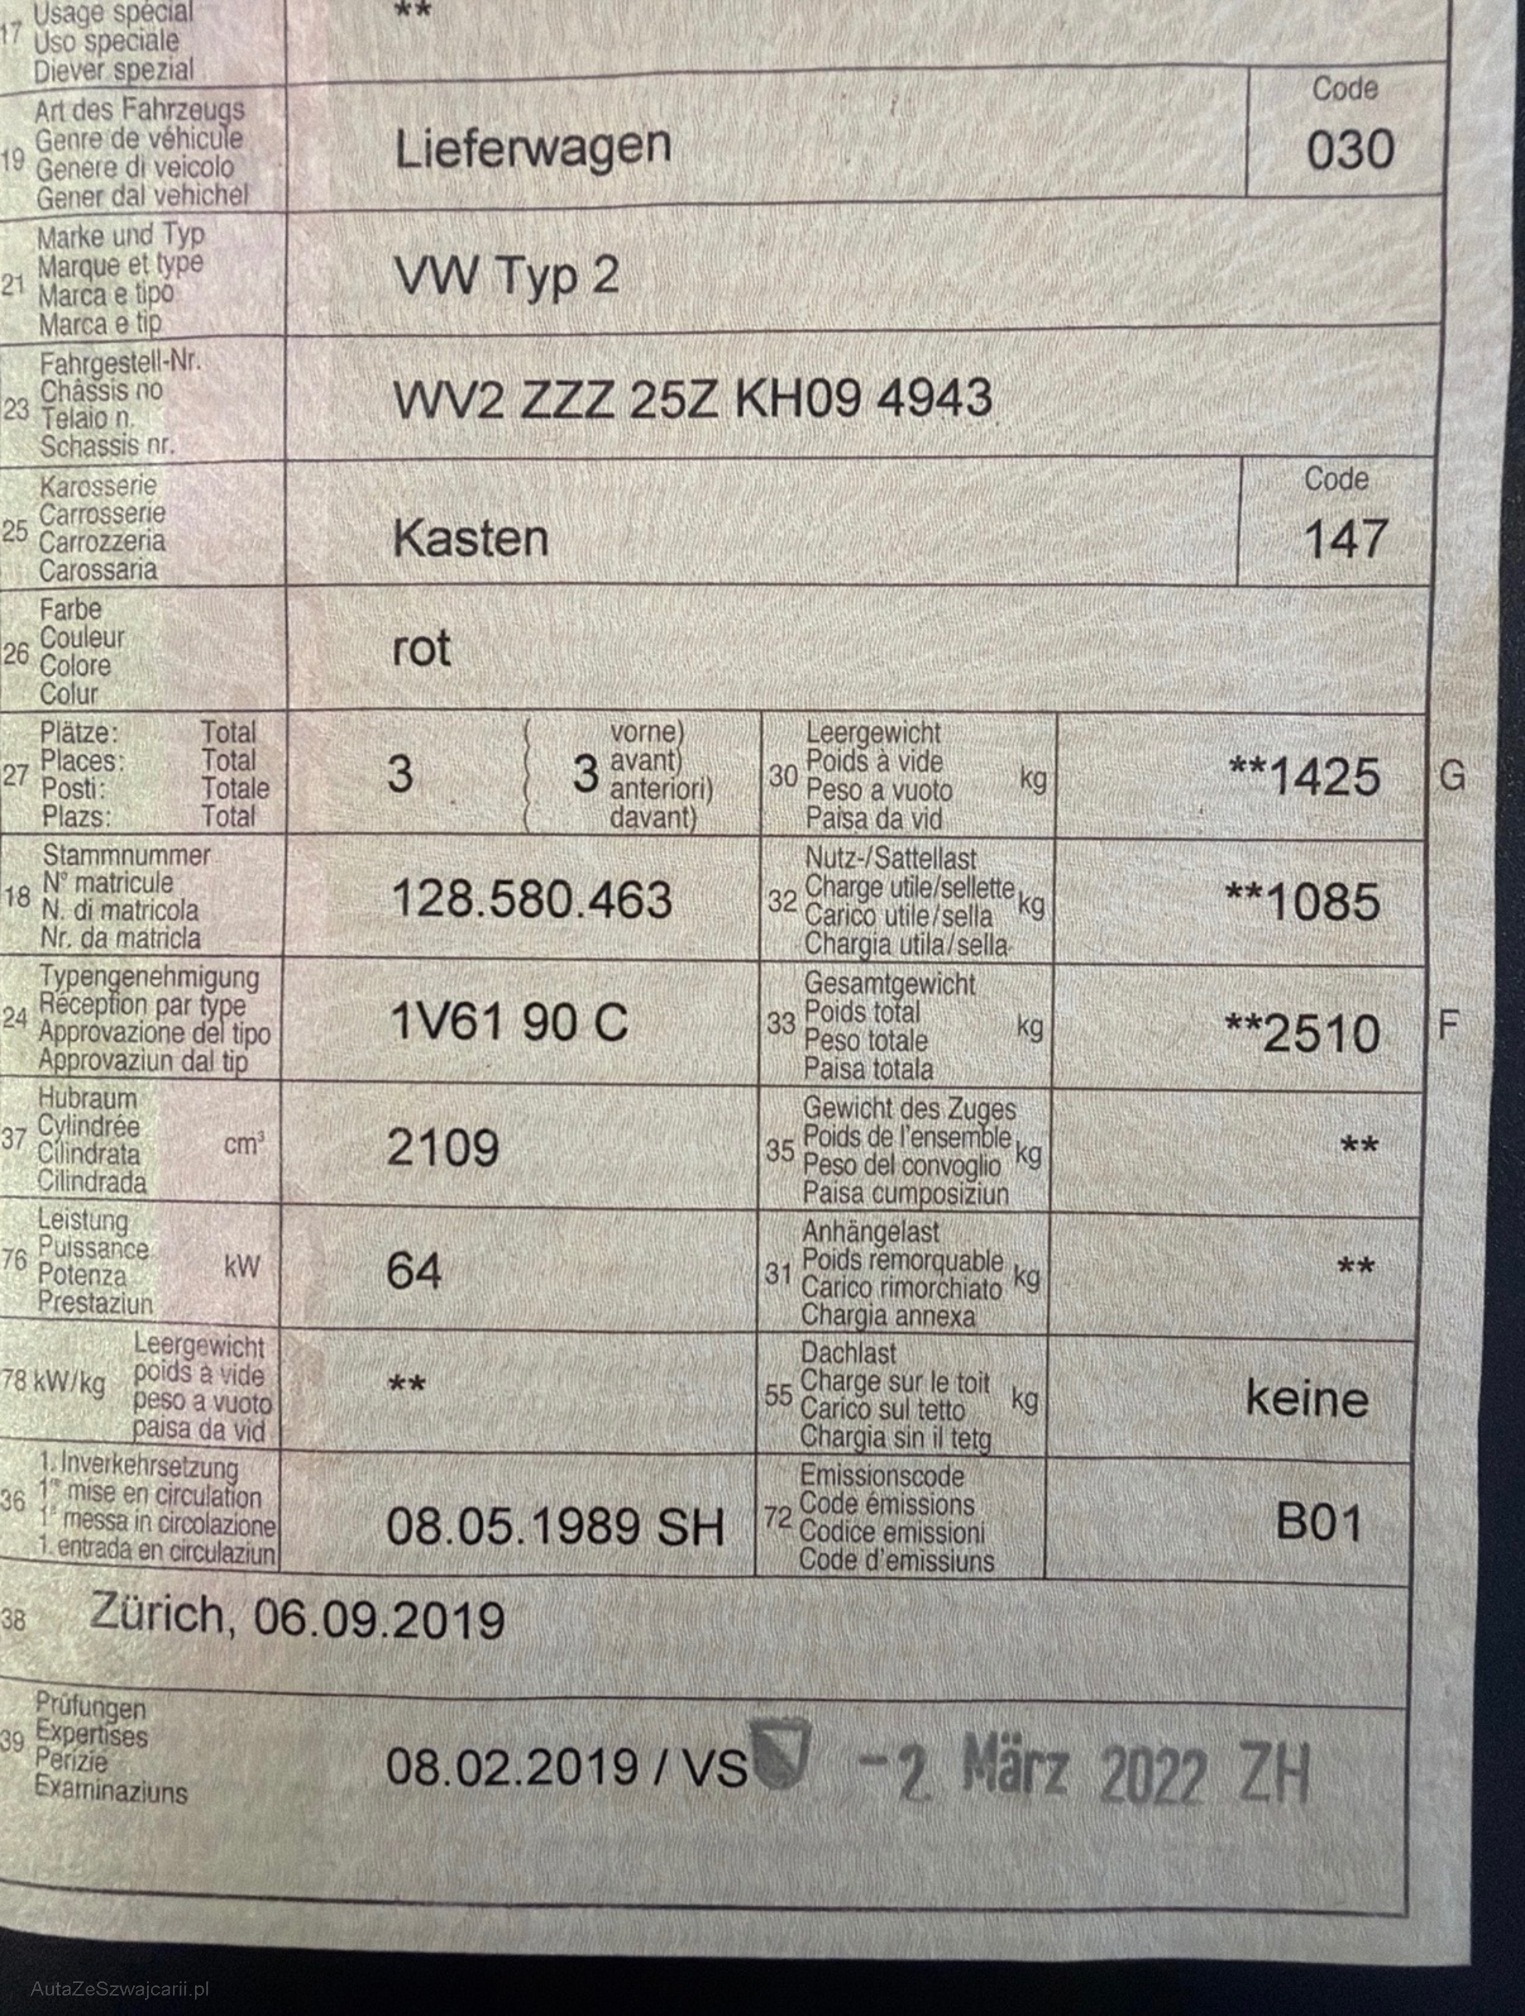 17 Usage spécial
Uso speciale
Diever spezial
**
19 Art des Fahrzeugs
Genre de véhicule
Genere di veicolo
Gener dal vehichel
Lieferwagen
Code
030
21 Marke und Typ
Marque et type
Marca e tipo
Marca e tip
VW Typ 2
23 Fahrgestell-Nr.
Châssis no
Telaio n.
Schassis nr.
WV2 ZZZ 25Z KH09 4943
25 Karosserie
Carrosserie
Carrozzeria
Carossaria
Kasten
Code
147
26 Farbe
Couleur
Colore
Colur
rot
27 Plätze: Total
Places: Total
Posti: Totale
Plazs: Total
3
3
( vorne)
( avant)
( anteriori)
( davant)
30 Leergewicht
Poids à vide
Peso a vuoto
Paisa da vid
kg
**1425
G
18 Stammnummer
N° matricule
N. di matricola
Nr. da matricla
128.580.463
32 Nutz-/Sattellast
Charge utile/sellette
Carico utile/sella
Chargia utila/sella
kg
**1085
24 Typengenehmigung
Réception par type
Approvazione del tipo
Approvaziun dal tip
1V61 90 C
33 Gesamtgewicht
Poids total
Peso totale
Paisa totala
kg
**2510
F
37 Hubraum
Cylindrée
Cilindrata
Cilindrada
cm³
2109
35 Gewicht des Zuges
Poids de l'ensemble
Peso del convoglio
Paisa cumposiziun
kg
**
76 Leistung
Puissance
Potenza
Prestaziun
kW
64
31 Anhängelast
Poids remorquable
Carico rimorchiato
Chargia annexa
kg
**
78 kW/kg
Leergewicht
poids à vide
peso a vuoto
paisa da vid
**
55 Dachlast
Charge sur le toit
Carico sul tetto
Chargia sin il tetg
kg
keine
36 1. Inverkehrsetzung
1re mise en circulation
1a messa in circolazione
1. entrada en circulaziun
08.05.1989 SH
72 Emissionscode
Code émissions
Codice emissioni
Code d'emissiuns
B01
38 Zürich, 06.09.2019
39 Prüfungen
Expertises
Perizie
Examinaziuns
08.02.2019 / VS
-2 März 2022 ZH
AutaZeSzwajcarii.pl